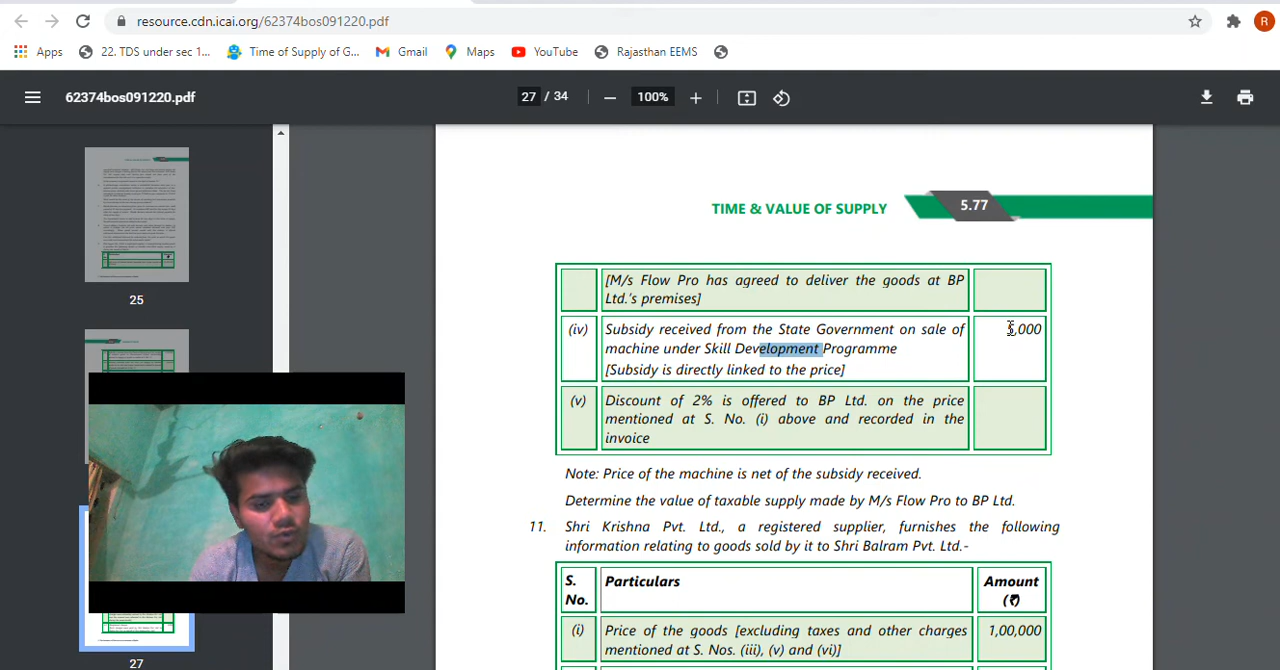 resource.cdn.icai.org/62374bos091220.pdf
R
Apps 22. TDS under sec 1... Time of Supply of G... Gmail Maps YouTube Rajasthan EEMS
62374bos091220.pdf 27 / 34 100%
25
27
TIME & VALUE OF SUPPLY 5.77
[M/s Flow Pro has agreed to deliver the goods at BP
Ltd.'s premises]
(iv) Subsidy received from the State Government on sale of 5,000
machine under Skill Development Programme
[Subsidy is directly linked to the price]
(v) Discount of 2% is offered to BP Ltd. on the price
mentioned at S. No. (i) above and recorded in the
invoice
Note: Price of the machine is net of the subsidy received.
Determine the value of taxable supply made by M/s Flow Pro to BP Ltd.
11. Shri Krishna Pvt. Ltd., a registered supplier, furnishes the following
information relating to goods sold by it to Shri Balram Pvt. Ltd.-
S. Particulars Amount
No. (₹)
(i) Price of the goods [excluding taxes and other charges 1,00,000
mentioned at S. Nos. (iii), (v) and (vi)]